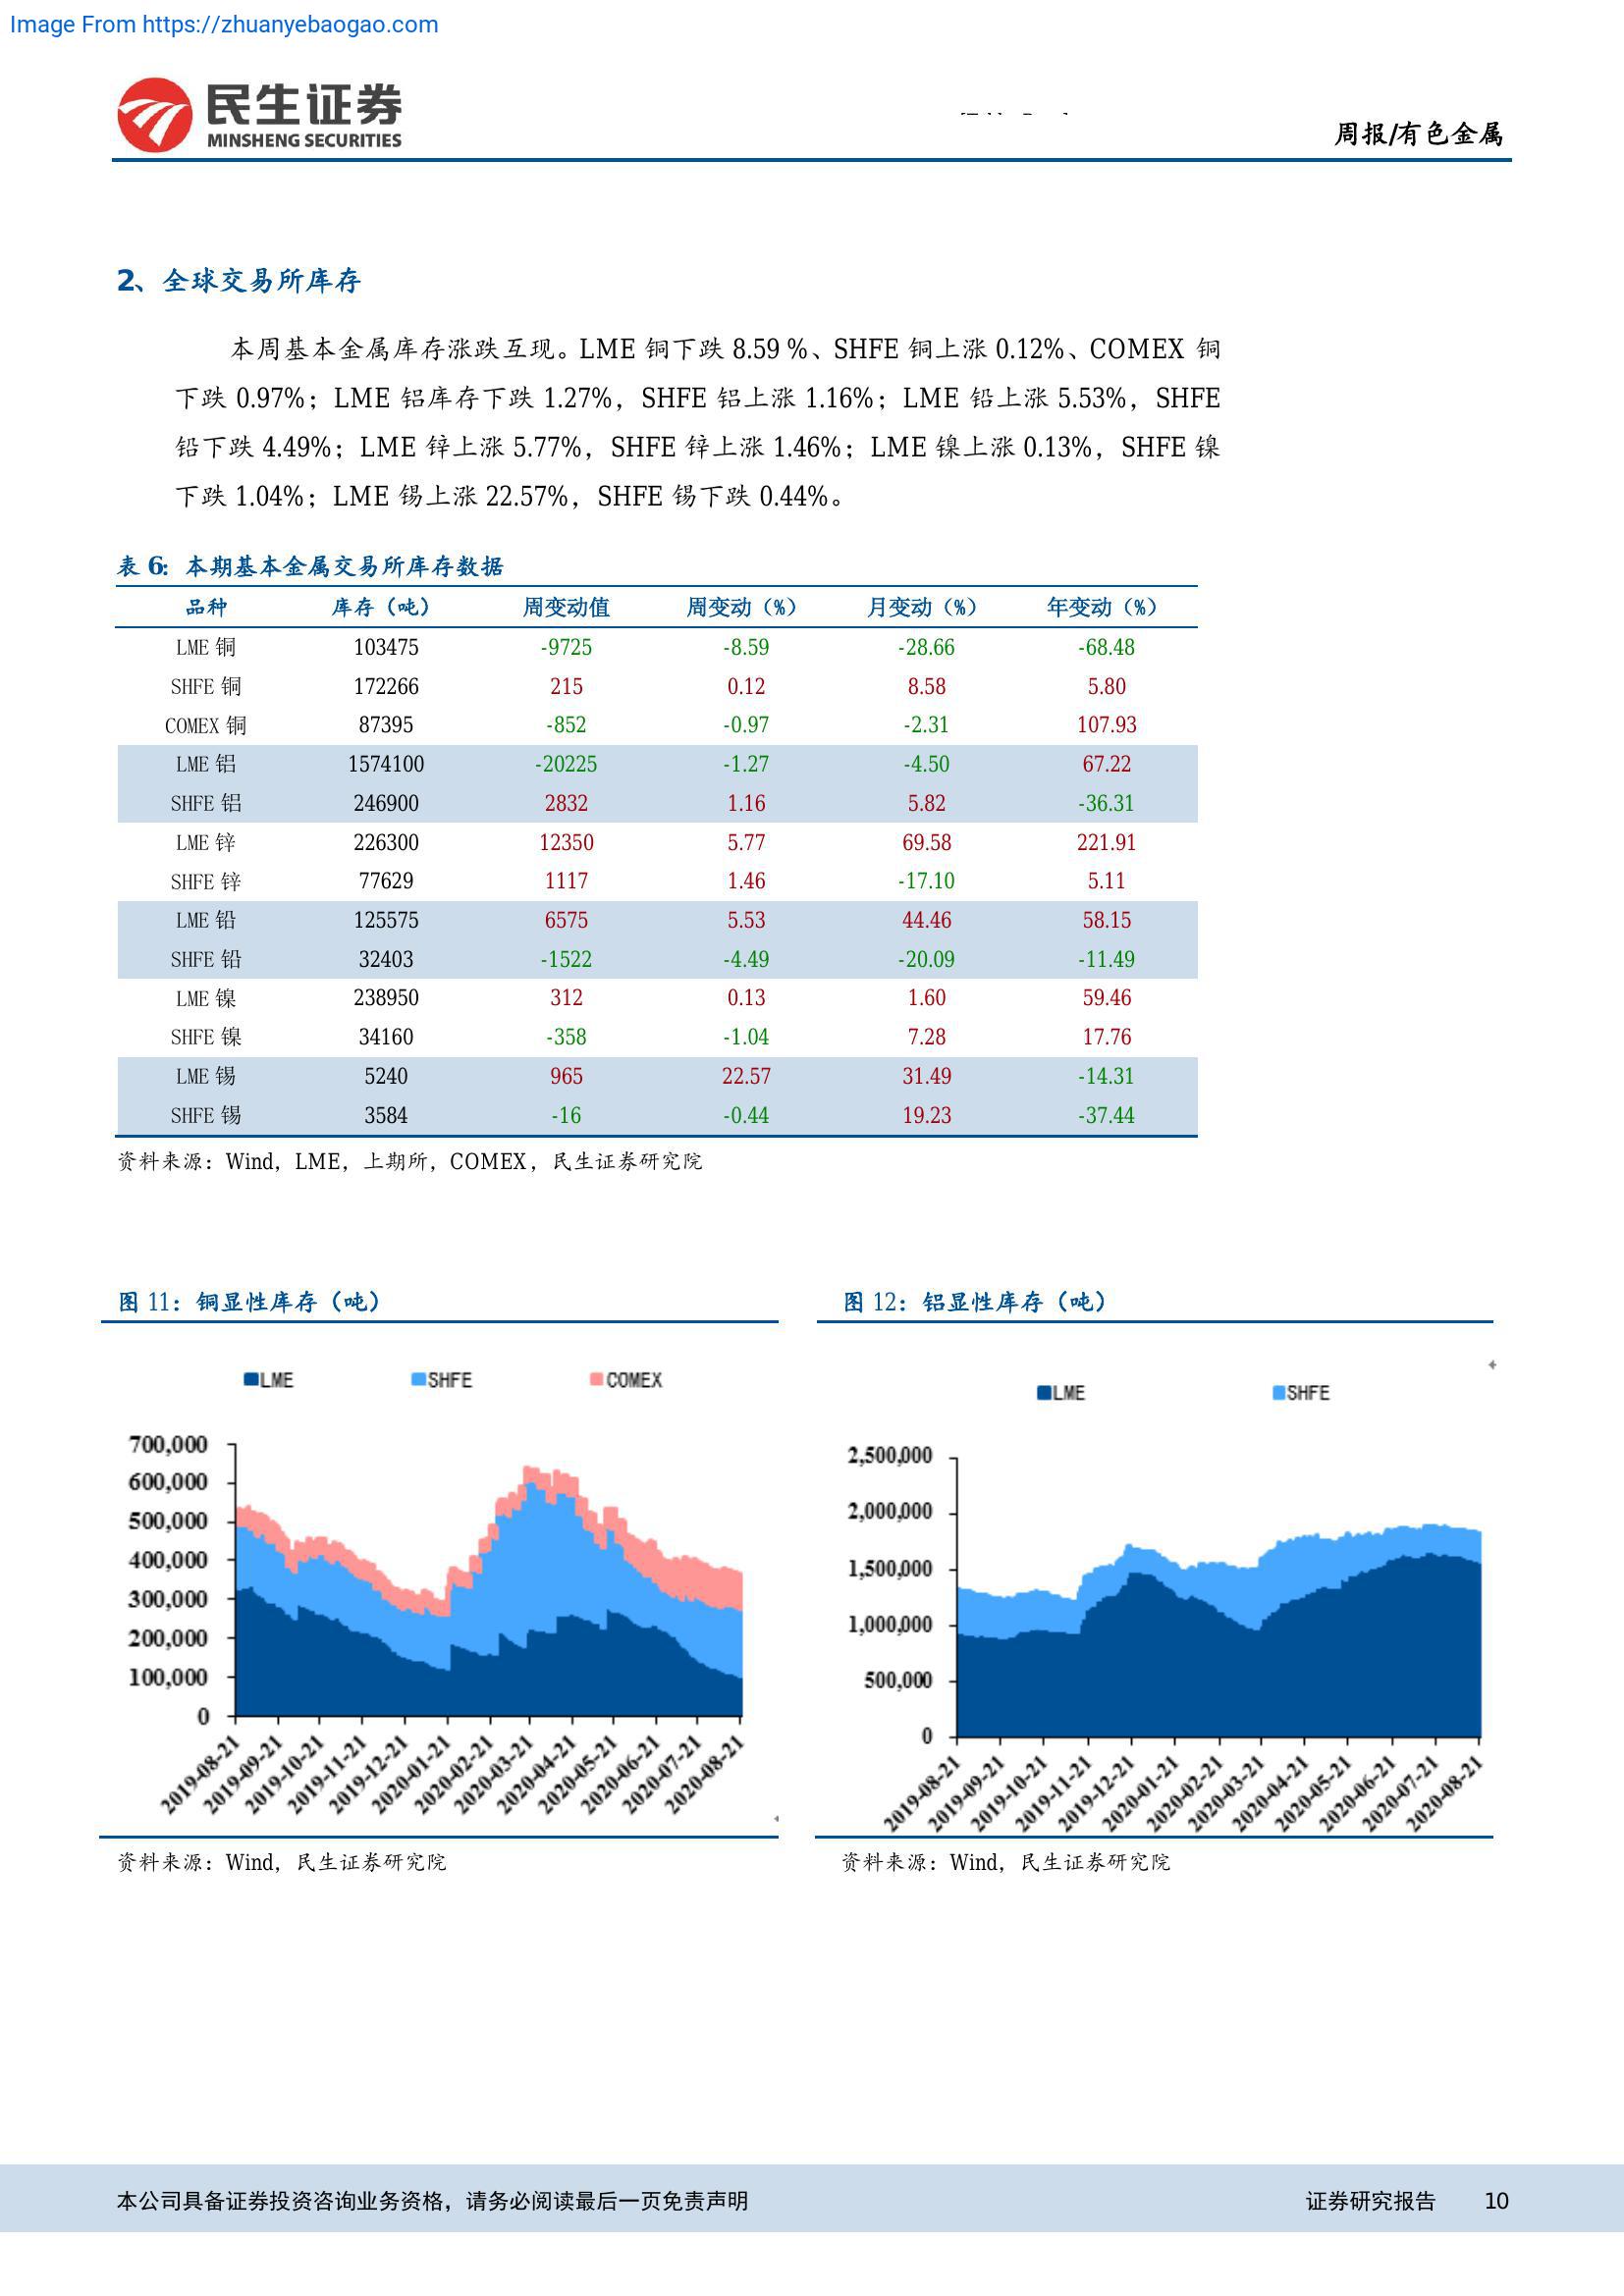 Image From https://zhuanyebaogao.com
民生证券
MINSHENG SECURITIES
周报/有色金属
2、全球交易所库存
本周基本金属库存涨跌互现。LME 铜下跌 8.59 %、SHFE 铜上涨 0.12%、COMEX 铜
下跌 0.97%；LME 铝库存下跌 1.27%，SHFE 铝上涨 1.16%；LME 铅上涨 5.53%，SHFE
铅下跌 4.49%；LME 锌上涨 5.77%，SHFE 锌上涨 1.46%；LME 镍上涨 0.13%，SHFE 镍
下跌 1.04%；LME 锡上涨 22.57%，SHFE 锡下跌 0.44%。
表 6：本期基本金属交易所库存数据
品种 库存（吨） 周变动值 周变动（%） 月变动（%） 年变动（%）
LME 铜 103475 -9725 -8.59 -28.66 -68.48
SHFE 铜 172266 215 0.12 8.58 5.80
COMEX 铜 87395 -852 -0.97 -2.31 107.93
LME 铝 1574100 -20225 -1.27 -4.50 67.22
SHFE 铝 246900 2832 1.16 5.82 -36.31
LME 锌 226300 12350 5.77 69.58 221.91
SHFE 锌 77629 1117 1.46 -17.10 5.11
LME 铅 125575 6575 5.53 44.46 58.15
SHFE 铅 32403 -1522 -4.49 -20.09 -11.49
LME 镍 238950 312 0.13 1.60 59.46
SHFE 镍 34160 -358 -1.04 7.28 17.76
LME 锡 5240 965 22.57 31.49 -14.31
SHFE 锡 3584 -16 -0.44 19.23 -37.44
资料来源：Wind，LME，上期所，COMEX，民生证券研究院
图 11：铜显性库存（吨）
LME SHFE COMEX
700,000
600,000
500,000
400,000
300,000
200,000
100,000
0
2019-08-21 2019-09-21 2019-10-21 2019-11-21 2019-12-21 2020-01-21 2020-02-21 2020-03-21 2020-04-21 2020-05-21 2020-06-21 2020-07-21 2020-08-21
资料来源：Wind，民生证券研究院
图 12：铝显性库存（吨）
LME SHFE
2,500,000
2,000,000
1,500,000
1,000,000
500,000
0
2019-08-21 2019-09-21 2019-10-21 2019-11-21 2019-12-21 2020-01-21 2020-02-21 2020-03-21 2020-04-21 2020-05-21 2020-06-21 2020-07-21 2020-08-21
资料来源：Wind，民生证券研究院
本公司具备证券投资咨询业务资格，请务必阅读最后一页免责声明
证券研究报告 10